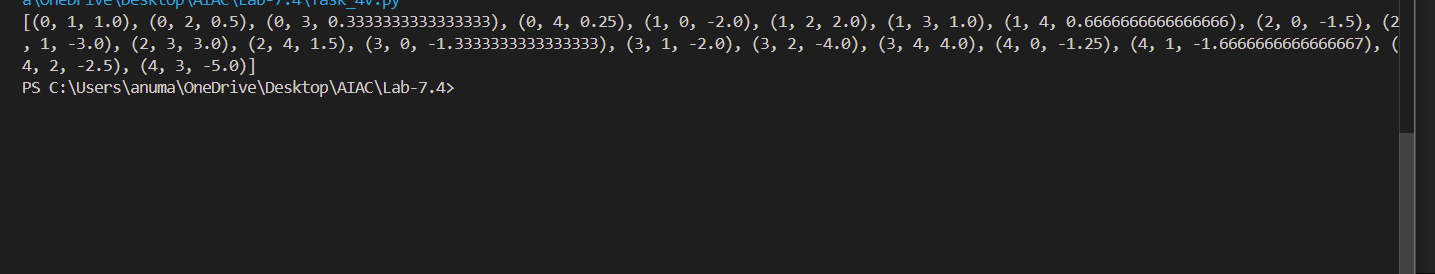 a\OneDrive\Desktop\AIAC\Lab-7.4\Task_4v.py
[(0, 1, 1.0), (0, 2, 0.5), (0, 3, 0.3333333333333333), (0, 4, 0.25), (1, 0, -2.0), (1, 2, 2.0), (1, 3, 1.0), (1, 4, 0.6666666666666666), (2, 0, -1.5), (2
, 1, -3.0), (2, 3, 3.0), (2, 4, 1.5), (3, 0, -1.3333333333333333), (3, 1, -2.0), (3, 2, -4.0), (3, 4, 4.0), (4, 0, -1.25), (4, 1, -1.6666666666666667), (
4, 2, -2.5), (4, 3, -5.0)]
PS C:\Users\anuma\OneDrive\Desktop\AIAC\Lab-7.4>